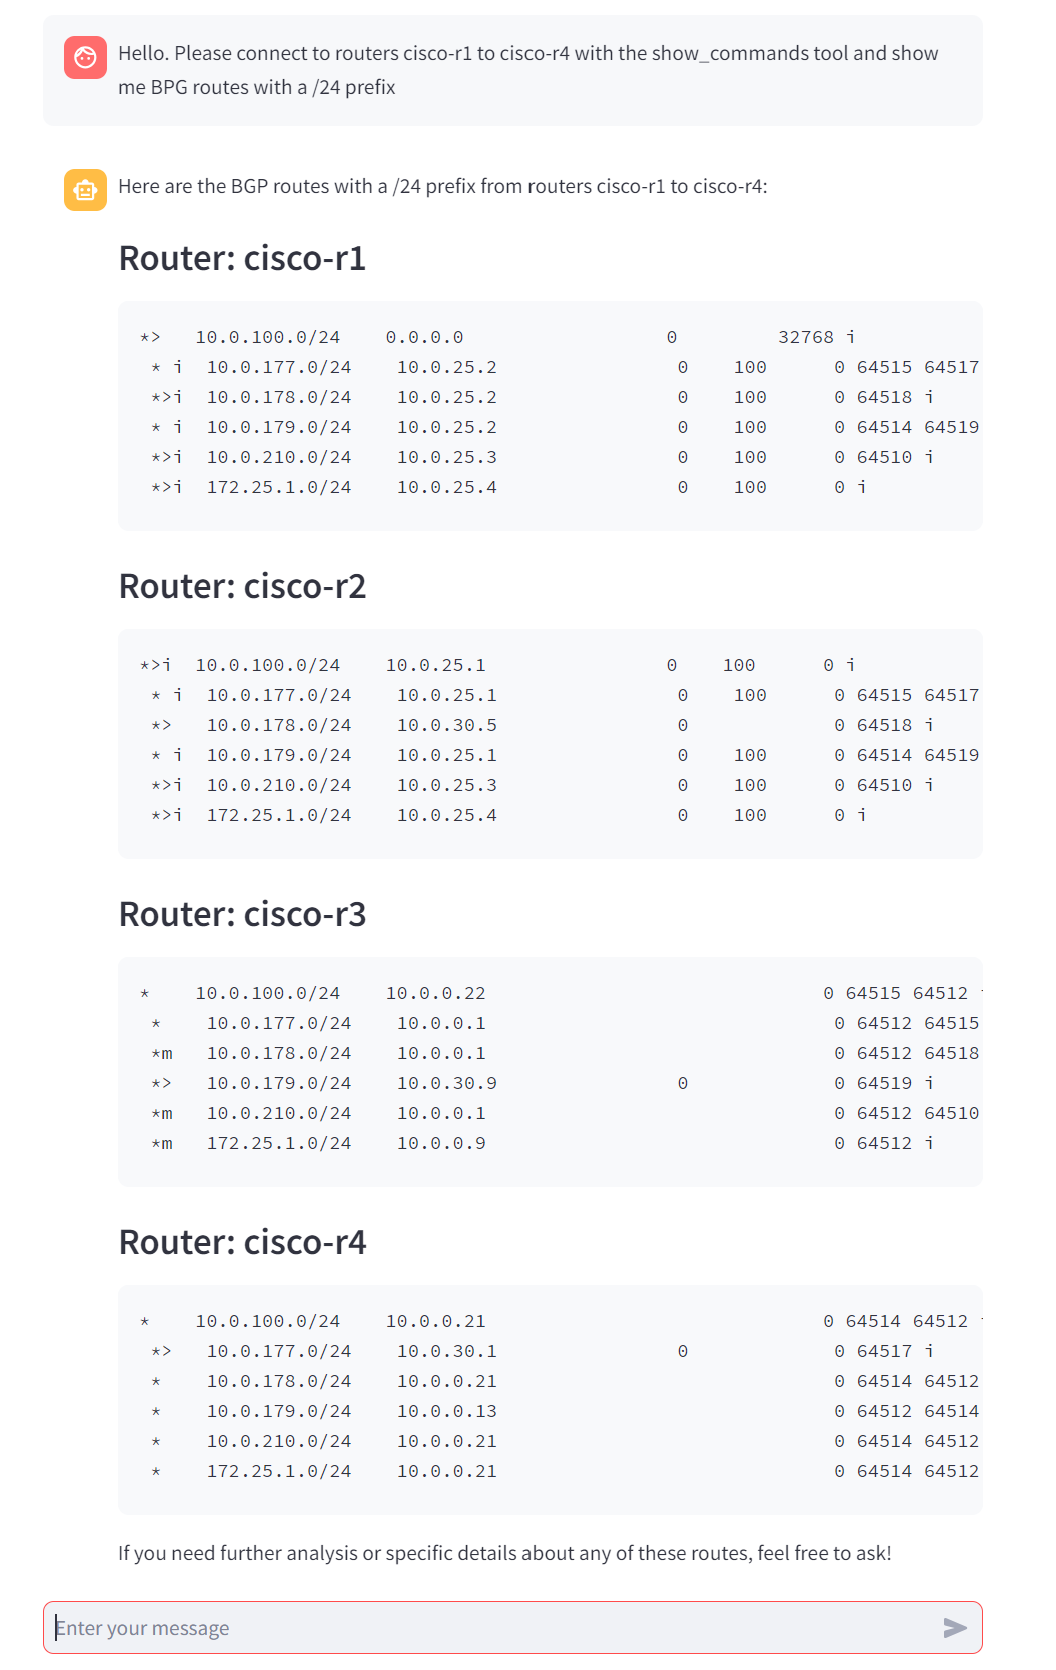 Hello. Please connect to routers cisco-r1 to cisco-r4 with the show_commands tool and show
me BPG routes with a /24 prefix
Here are the BGP routes with a /24 prefix from routers cisco-r1 to cisco-r4:
Router: cisco-r1
*>   10.0.100.0/24    0.0.0.0                  0         32768 i
 * i  10.0.177.0/24    10.0.25.2                0    100      0 64515 64517
 *>i  10.0.178.0/24    10.0.25.2                0    100      0 64518 i
 * i  10.0.179.0/24    10.0.25.2                0    100      0 64514 64519
 *>i  10.0.210.0/24    10.0.25.3                0    100      0 64510 i
 *>i  172.25.1.0/24    10.0.25.4                0    100      0 i
Router: cisco-r2
*>i  10.0.100.0/24    10.0.25.1                0    100      0 i
 * i  10.0.177.0/24    10.0.25.1                0    100      0 64515 64517
 *>   10.0.178.0/24    10.0.30.5                0             0 64518 i
 * i  10.0.179.0/24    10.0.25.1                0    100      0 64514 64519
 *>i  10.0.210.0/24    10.0.25.3                0    100      0 64510 i
 *>i  172.25.1.0/24    10.0.25.4                0    100      0 i
Router: cisco-r3
*    10.0.100.0/24    10.0.0.22                              0 64515 64512
 *    10.0.177.0/24    10.0.0.1                               0 64512 64515
 *m   10.0.178.0/24    10.0.0.1                               0 64512 64518
 *>   10.0.179.0/24    10.0.30.9                0             0 64519 i
 *m   10.0.210.0/24    10.0.0.1                               0 64512 64510
 *m   172.25.1.0/24    10.0.0.9                               0 64512 i
Router: cisco-r4
*    10.0.100.0/24    10.0.0.21                              0 64514 64512
 *>   10.0.177.0/24    10.0.30.1                0             0 64517 i
 *    10.0.178.0/24    10.0.0.21                              0 64514 64512
 *    10.0.179.0/24    10.0.0.13                              0 64512 64514
 *    10.0.210.0/24    10.0.0.21                              0 64514 64512
 *    172.25.1.0/24    10.0.0.21                              0 64514 64512
If you need further analysis or specific details about any of these routes, feel free to ask!
Enter your message